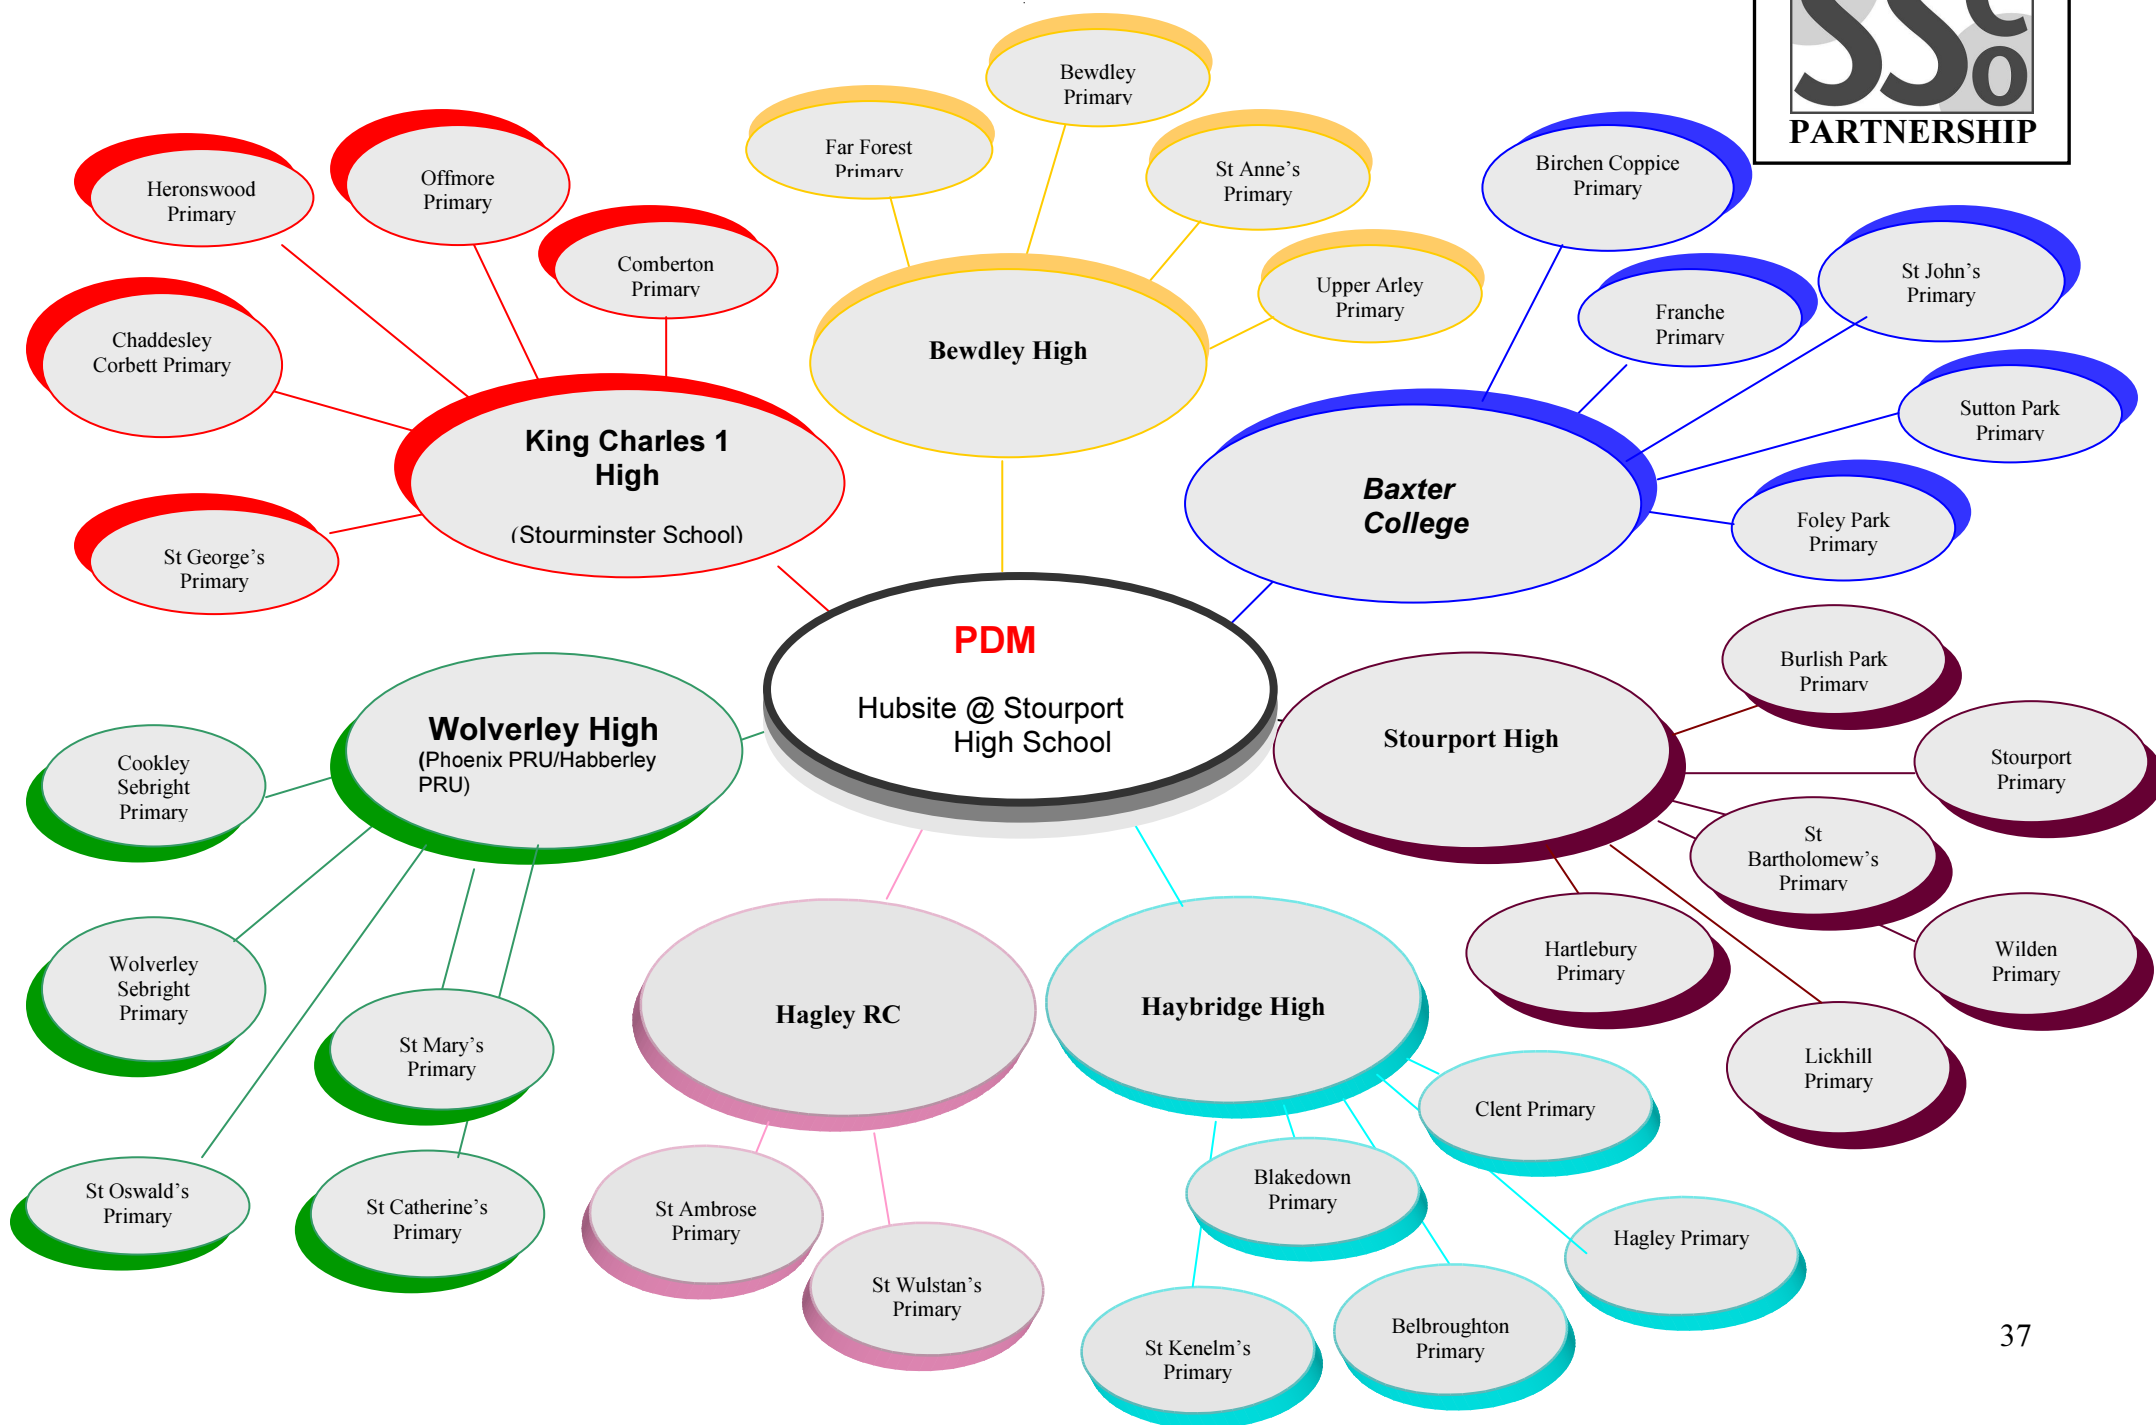 SSCo
PARTNERSHIP
Bewdley
Primary
Far Forest
Primary
St Anne's
Primary
Upper Arley
Primary
Bewdley High
Heronswood
Primary
Offmore
Primary
Comberton
Primary
Chaddesley
Corbett Primary
St George's
Primary
King Charles 1
High
(Stourminster School)
Birchen Coppice
Primary
Franche
Primary
St John's
Primary
Sutton Park
Primary
Foley Park
Primary
Baxter
College
PDM
Hubsite @ Stourport
High School
Wolverley High
(Phoenix PRU/Habberley
PRU)
Cookley
Sebright
Primary
Wolverley
Sebright
Primary
St Mary's
Primary
St Oswald's
Primary
St Catherine's
Primary
Hagley RC
St Ambrose
Primary
St Wulstan's
Primary
Haybridge High
Clent Primary
Blakedown
Primary
Hagley Primary
Belbroughton
Primary
St Kenelm's
Primary
Stourport High
Burlish Park
Primary
Stourport
Primary
St
Bartholomew's
Primary
Wilden
Primary
Hartlebury
Primary
Lickhill
Primary
37